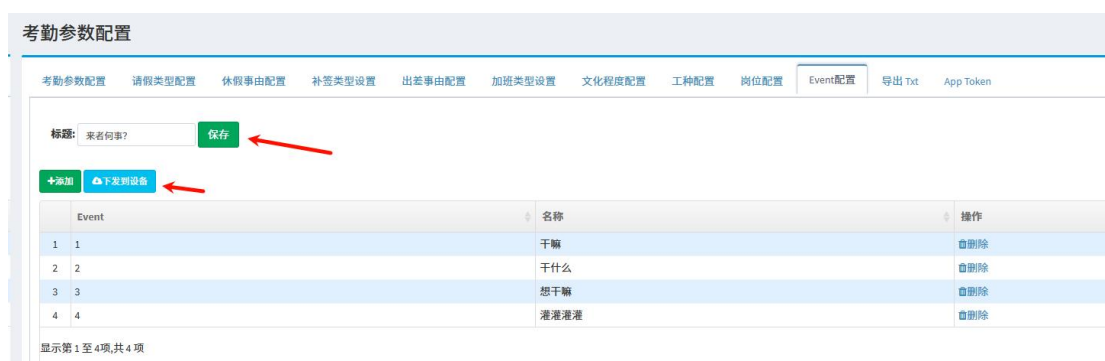 考勤参数配置
考勤参数配置 请假类型配置 休假事由配置 补签类型设置 出差事由配置 加班类型设置 文化程度配置 工种配置 岗位配置 Event配置 导出 Txt App Token
标题: 来者何事? 保存
添加 下发到设备
Event 名称 操作
1 1 干嘛 删除
2 2 干什么 删除
3 3 想干嘛 删除
4 4 灌灌灌灌 删除
显示第 1 至 4项,共 4 项